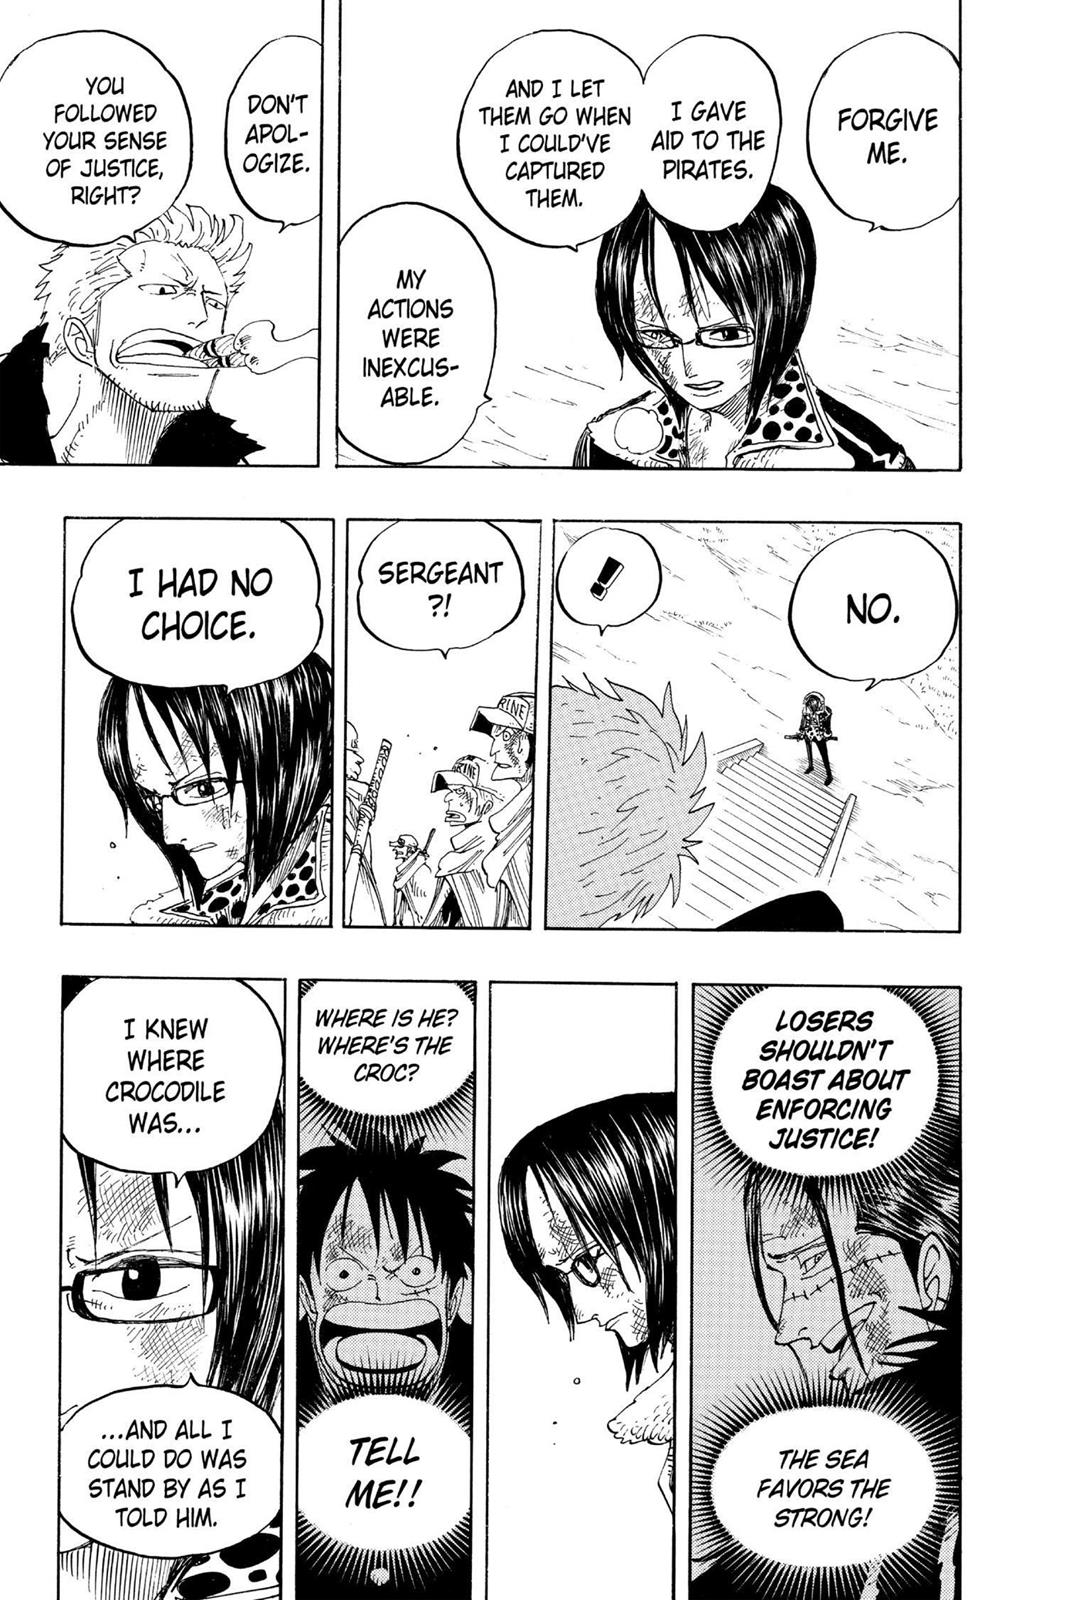 FORGIVE
ME.
I GAVE
AID TO THE
PIRATES.
AND I LET
THEM GO WHEN
I COULD'VE
CAPTURED
THEM.
MY
ACTIONS
WERE
INEXCUS-
ABLE.
DON'T
APOL-
OGIZE.
YOU
FOLLOWED
YOUR SENSE
OF JUSTICE,
RIGHT?
NO.
!
SERGEANT
?!
RINE
RINE
I HAD NO
CHOICE.
LOSERS
SHOULDN'T
BOAST ABOUT
ENFORCING
JUSTICE!
THE SEA
FAVORS THE
STRONG!
WHERE IS HE?
WHERE'S THE
CROC?
TELL
ME!!
I KNEW
WHERE
CROCODILE
WAS...
...AND ALL I
COULD DO WAS
STAND BY AS I
TOLD HIM.